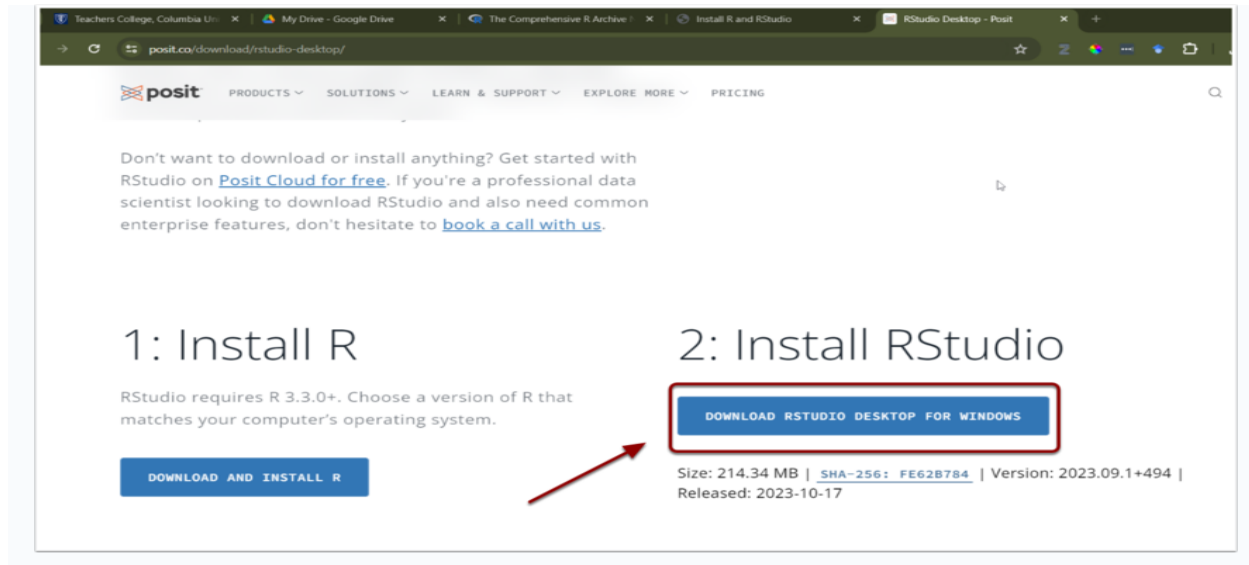 Teachers College, Columbia Un
My Drive - Google Drive
The Comprehensive R Archive N
Install R and RStudio
RStudio Desktop - Posit
posit.co/download/rstudio-desktop/
posit PRODUCTS SOLUTIONS LEARN & SUPPORT EXPLORE MORE PRICING
Don't want to download or install anything? Get started with
RStudio on Posit Cloud for free. If you're a professional data
scientist looking to download RStudio and also need common
enterprise features, don't hesitate to book a call with us.
1: Install R
RStudio requires R 3.3.0+. Choose a version of R that
matches your computer's operating system.
DOWNLOAD AND INSTALL R
2: Install RStudio
DOWNLOAD RSTUDIO DESKTOP FOR WINDOWS
Size: 214.34 MB | SHA-256: FE62B784 | Version: 2023.09.1+494 |
Released: 2023-10-17